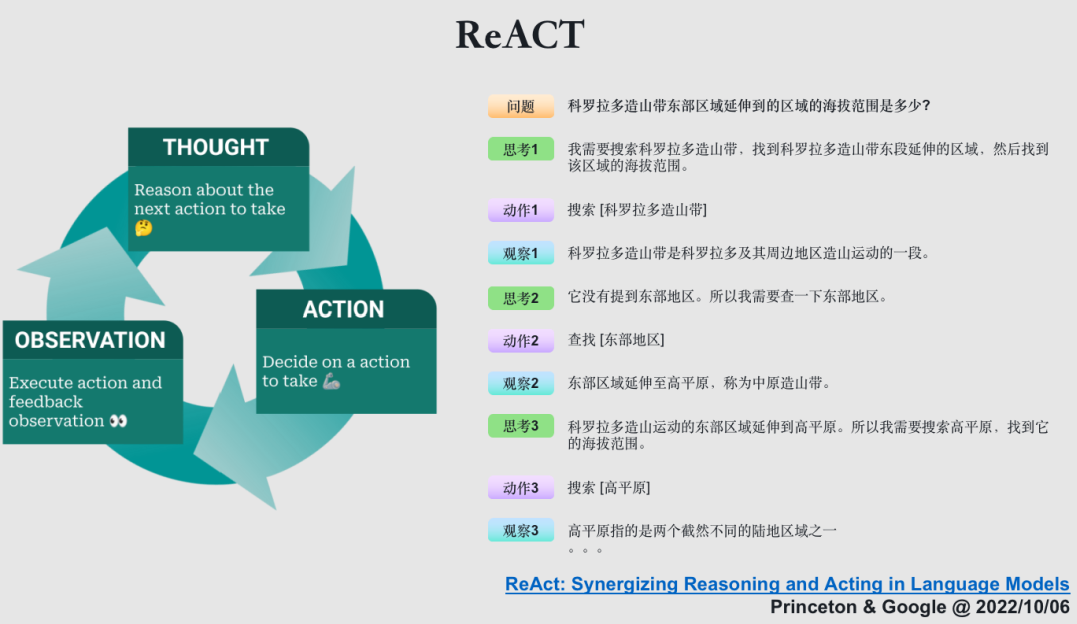 ReACT
THOUGHT
Reason about the
next action to take
🤔
ACTION
Decide on a action
to take 🦾
OBSERVATION
Execute action and
feedback
observation 👀
问题 科罗拉多造山带东部区域延伸到的区域的海拔范围是多少?
思考1 我需要搜索科罗拉多造山带，找到科罗拉多造山带东段延伸的区域，然后找到
该区域的海拔范围。
动作1 搜索 [科罗拉多造山带]
观察1 科罗拉多造山带是科罗拉多及其周边地区造山运动的一段。
思考2 它没有提到东部地区。所以我需要查一下东部地区。
动作2 查找 [东部地区]
观察2 东部区域延伸至高平原，称为中原造山带。
思考3 科罗拉多造山运动的东部区域延伸到高平原。所以我需要搜索高平原，找到它
的海拔范围。
动作3 搜索 [高平原]
观察3 高平原指的是两个截然不同的陆地区域之一
。。。
ReAct: Synergizing Reasoning and Acting in Language Models
Princeton & Google @ 2022/10/06